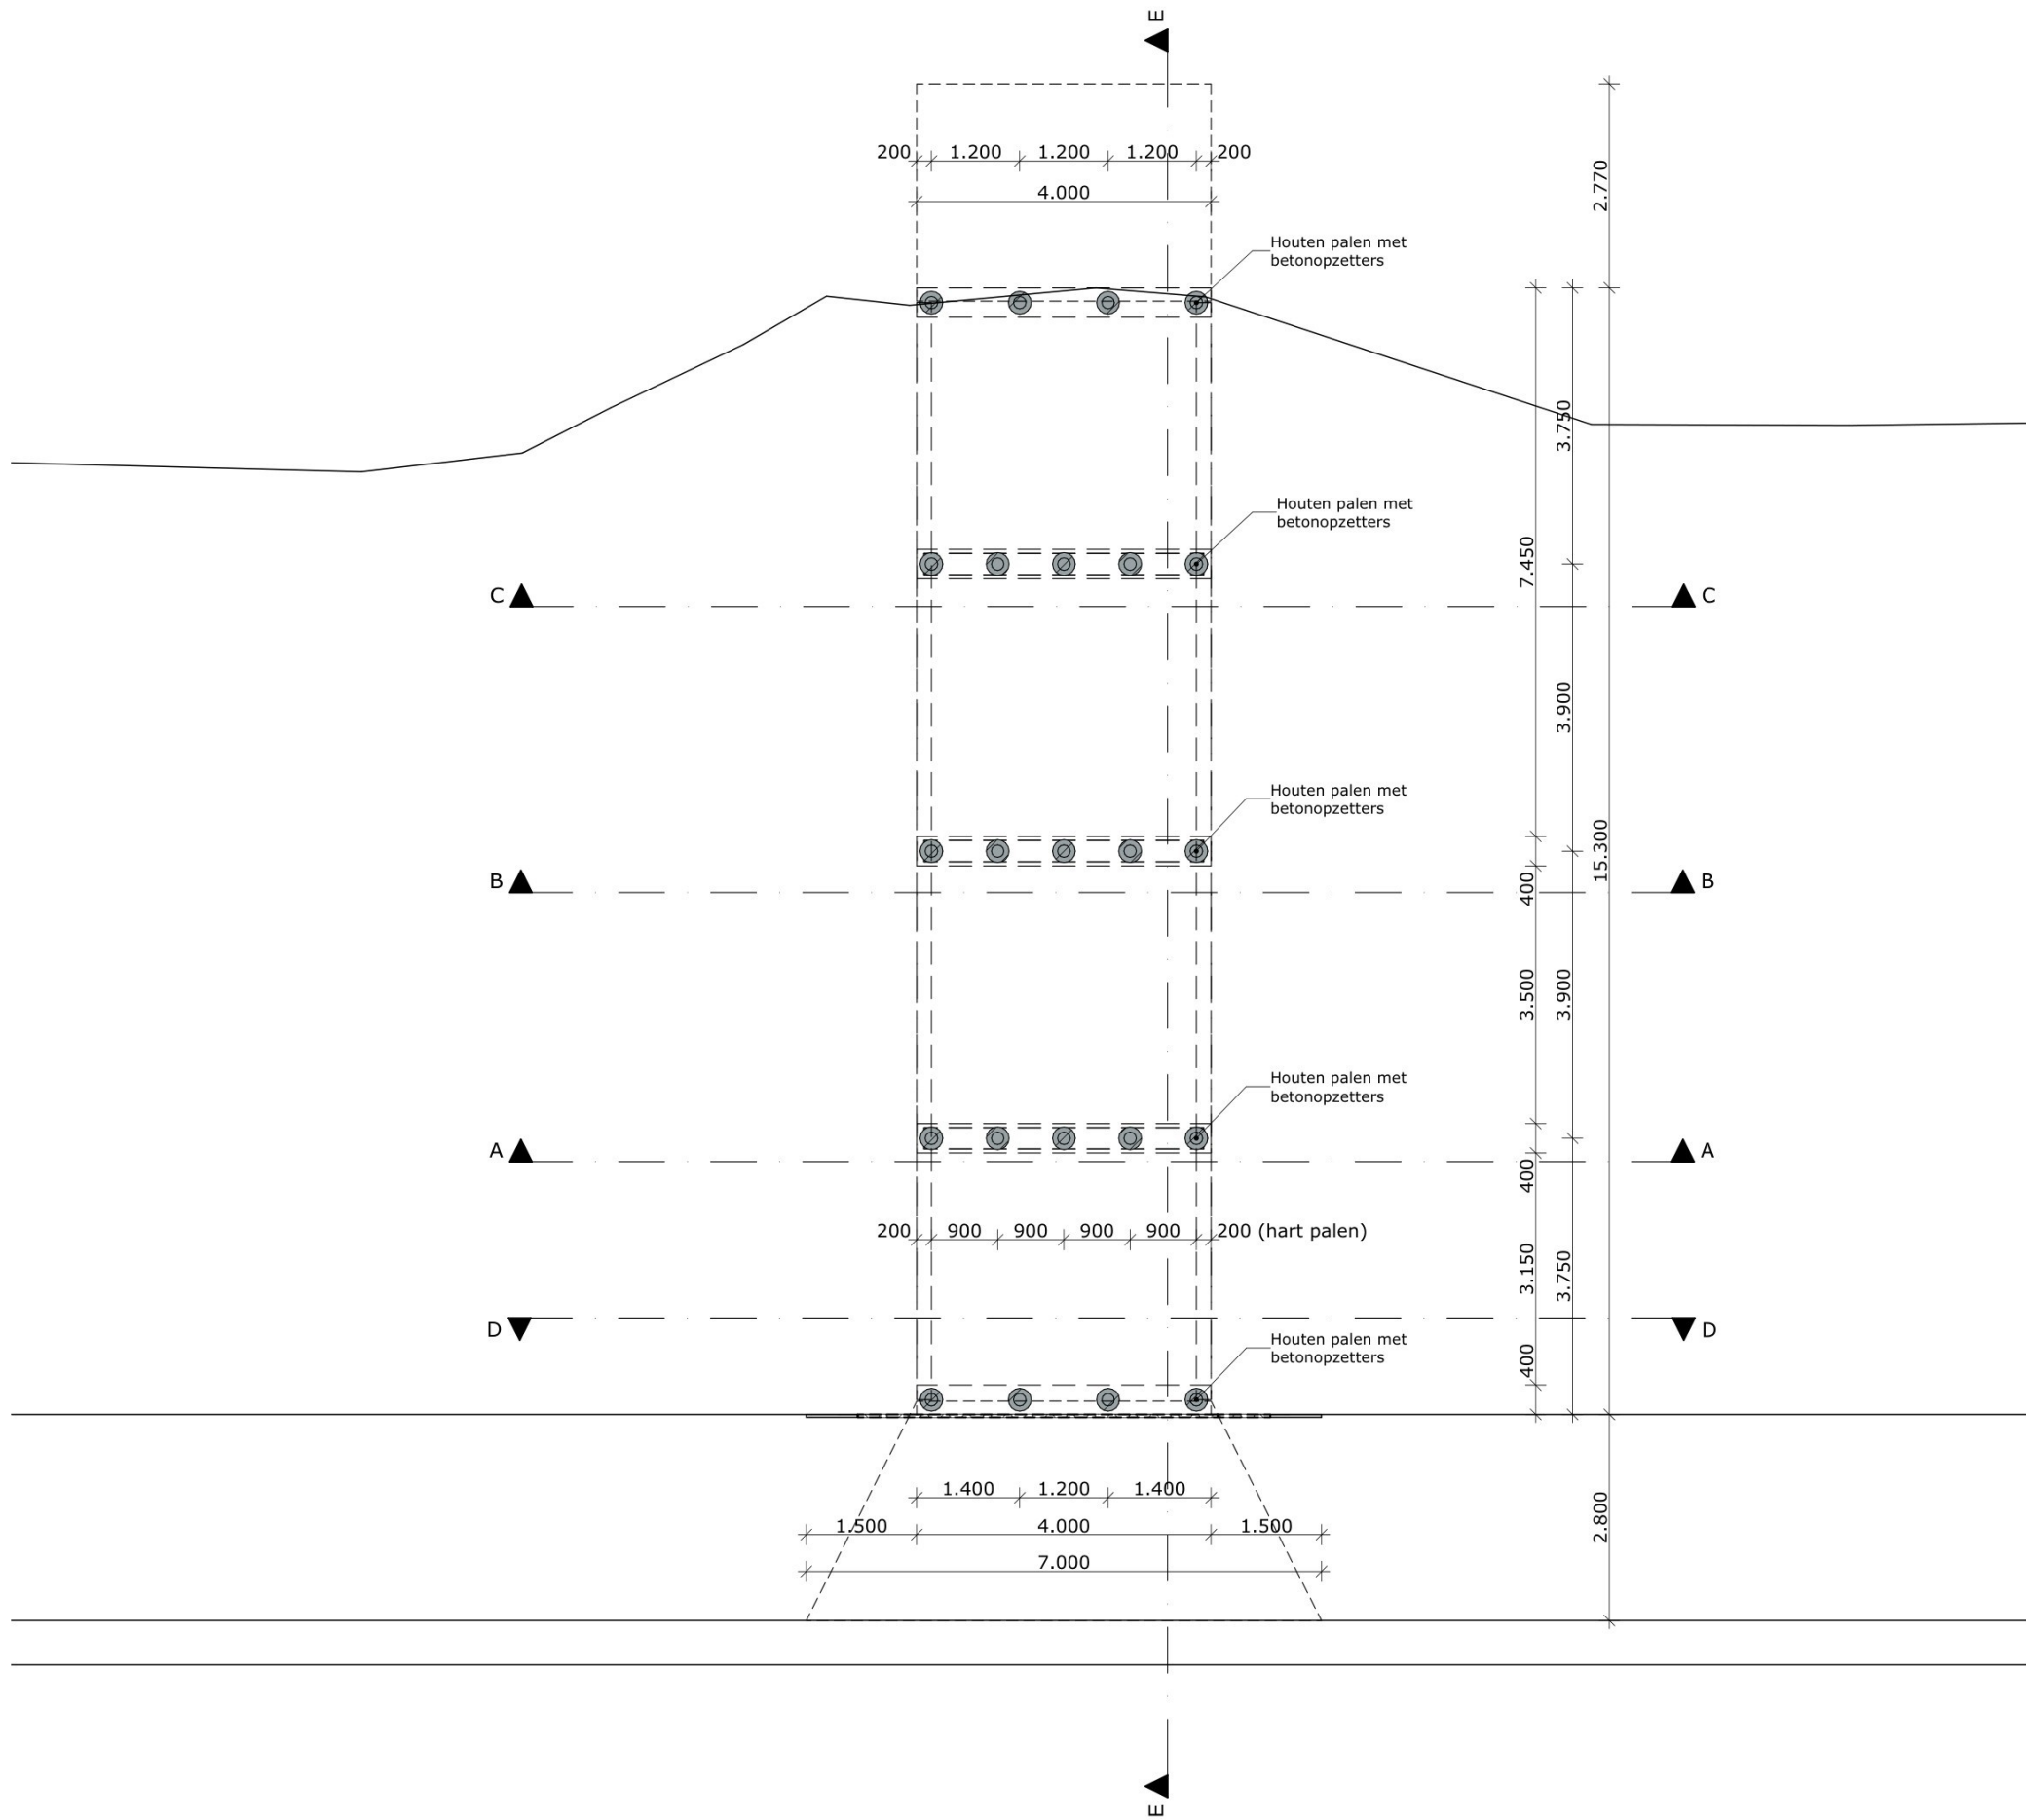 E
200 1.200 1.200 1.200 200
4.000
2.770
Houten palen met
betonopzetters
3.750
Houten palen met
betonopzetters
7.450
C C
3.900
Houten palen met
betonopzetters
15.300
400
B B
3.500
3.900
Houten palen met
betonopzetters
A A
400
200 900 900 900 900 200 (hart palen)
3.150
3.750
D D
Houten palen met
betonopzetters
400
1.400 1.200 1.400
1.500 4.000 1.500
2.800
7.000
E